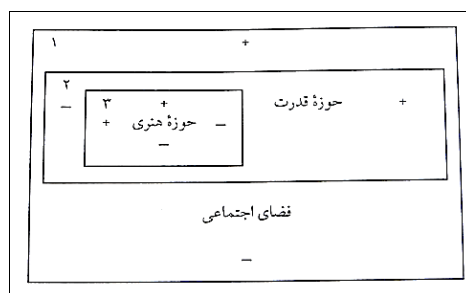 ۱ +
۲
+ حوزهٔ قدرت – ۳ +
+ حوزهٔ هنری –
–
فضای اجتماعی
–